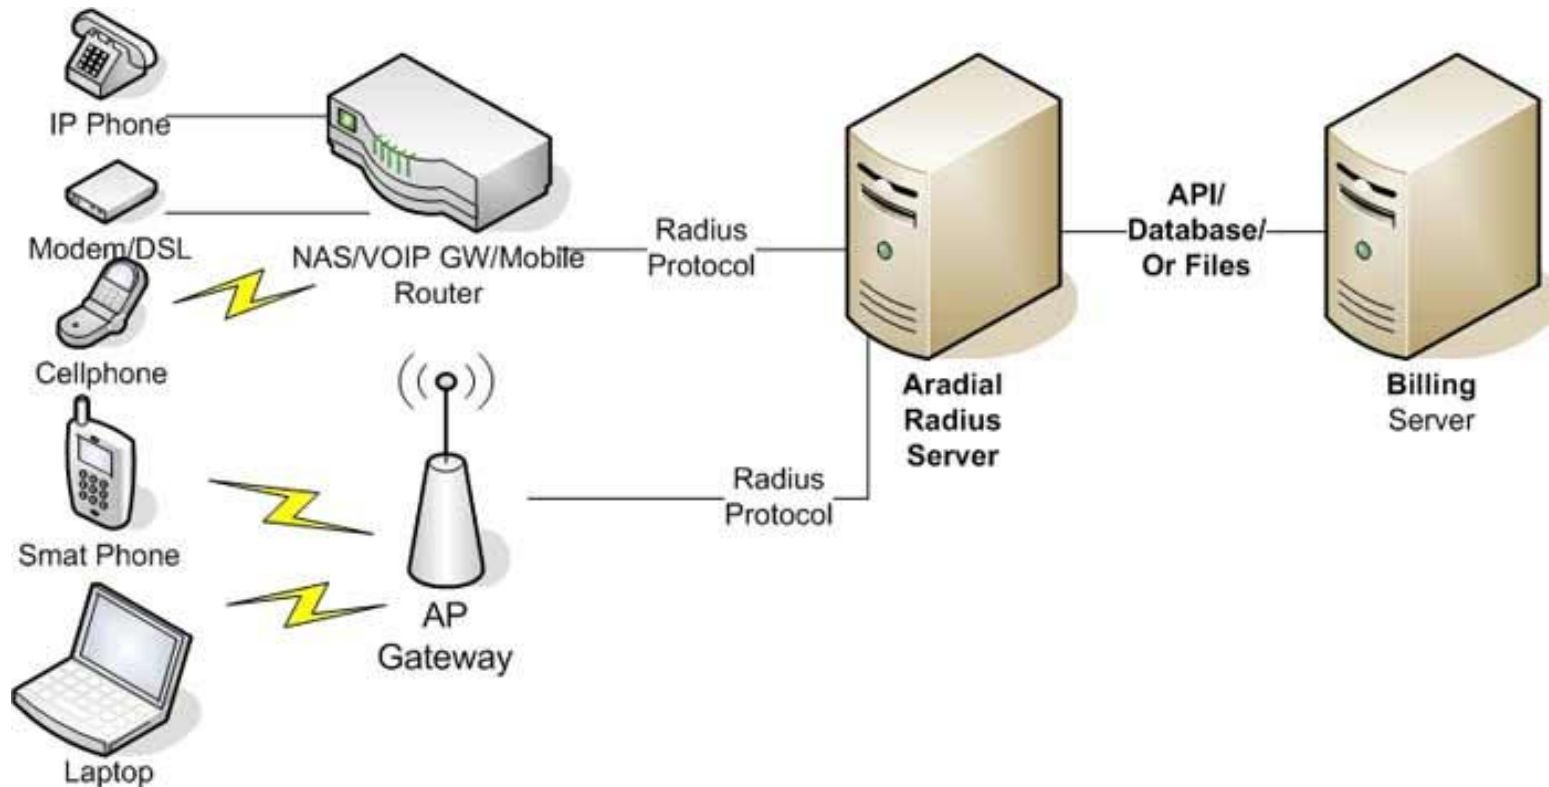 IP Phone
Modem/DSL
NAS/VOIP GW/Mobile
Router
Radius
Protocol
API/
Database/
Or Files
Cellphone
Aradial
Radius
Server
Billing
Server
Radius
Protocol
Smat Phone
AP
Gateway
Laptop